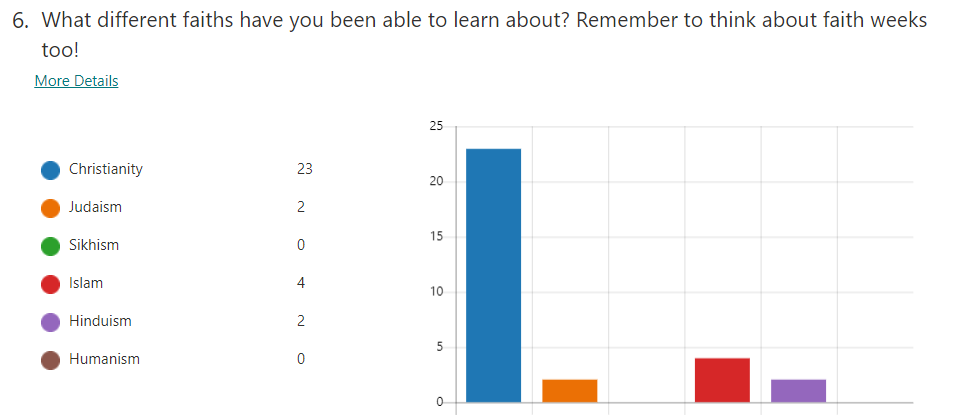 6. What different faiths have you been able to learn about? Remember to think about faith weeks
too!
More Details
Christianity 23
Judaism 2
Sikhism 0
Islam 4
Hinduism 2
Humanism 0
25
20
15
10
5
0